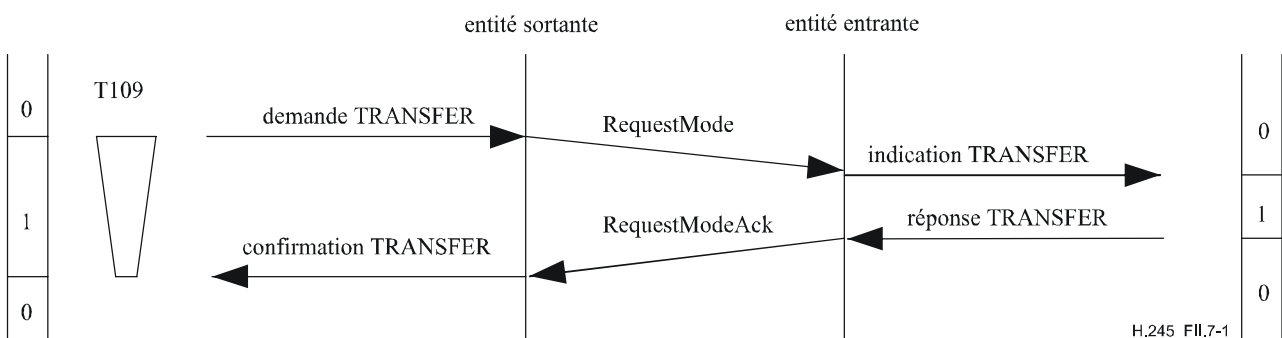 entité sortante
entité entrante
T109
0
demande TRANSFER
RequestMode
0
indication TRANSFER
1
RequestModeAck
réponse TRANSFER
1
confirmation TRANSFER
0
0
H.245 FII.7-1